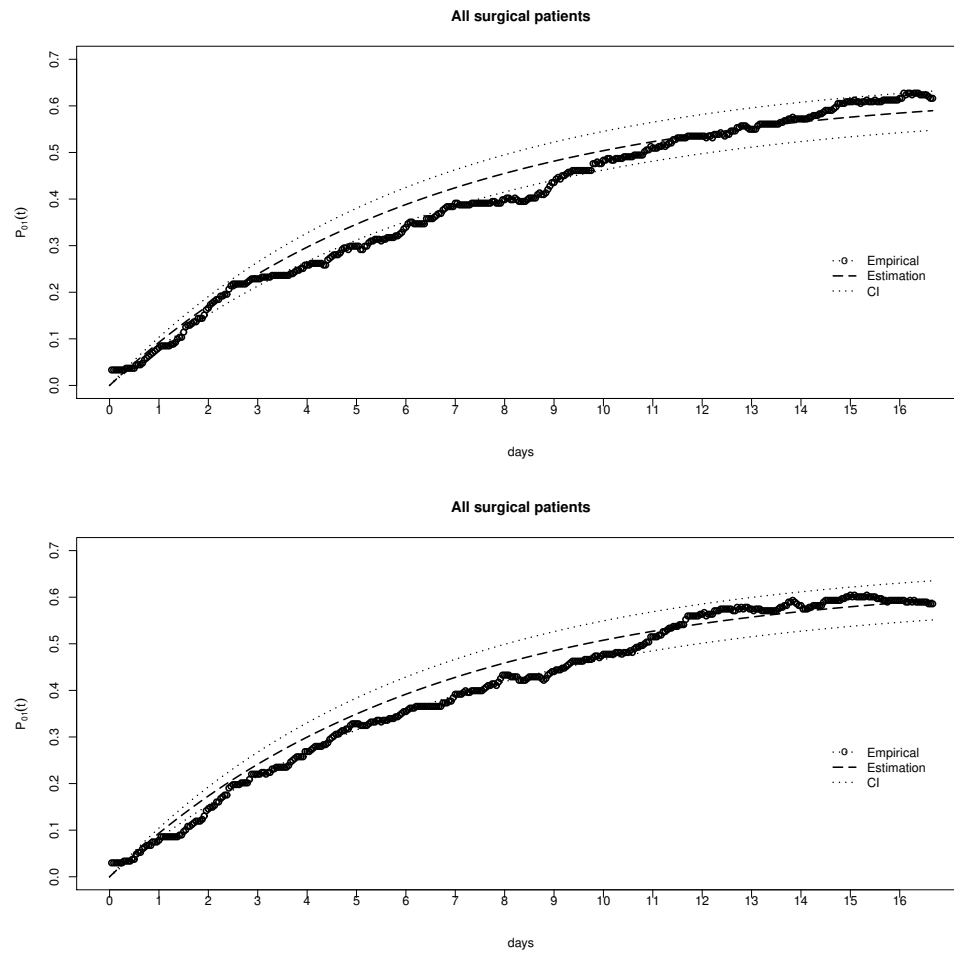 All surgical patients
0.7
0.6
0.5
0.4
0.3
0.2
0.1
0.0
P01(t)
Empirical
Estimation
CI
0 1 2 3 4 5 6 7 8 9 10 11 12 13 14 15 16
days
All surgical patients
0.7
0.6
0.5
0.4
0.3
0.2
0.1
0.0
P01(t)
Empirical
Estimation
CI
0 1 2 3 4 5 6 7 8 9 10 11 12 13 14 15 16
days